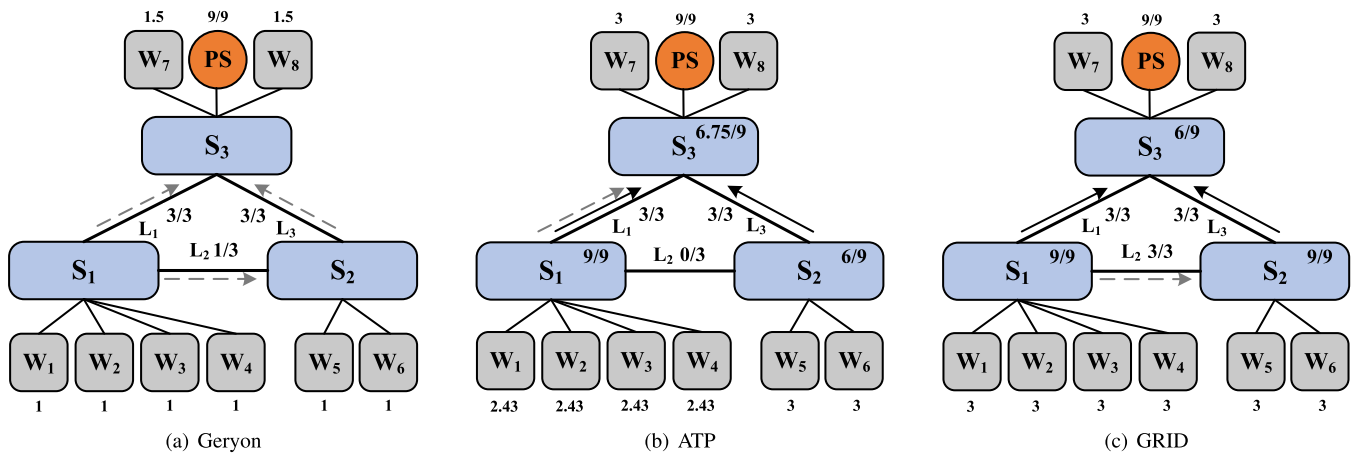 1.5 9/9 1.5
W7 PS W8
S3
3/3 3/3
L1 L3
L2 1/3
S1 S2
W1 W2 W3 W4 W5 W6
1 1 1 1 1 1
(a) Geryon
3 9/9 3
W7 PS W8
6.75/9
S3
3/3 3/3
L1 L3
L2 0/3
9/9 6/9
S1 S2
W1 W2 W3 W4 W5 W6
2.43 2.43 2.43 2.43 3 3
(b) ATP
3 9/9 3
W7 PS W8
6/9
S3
3/3 3/3
L1 L3
L2 3/3
9/9 9/9
S1 S2
W1 W2 W3 W4 W5 W6
3 3 3 3 3 3
(c) GRID